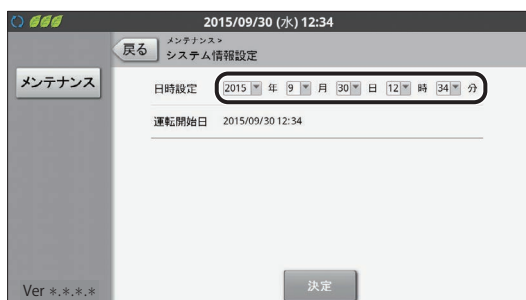 2015/09/30 (水) 12:34
戻る
メンテナンス >
システム情報設定
メンテナンス
日時設定 2015 年 9 月 30 日 12 時 34 分
運転開始日 2015/09/30 12:34
決定
Ver *.*.*.*